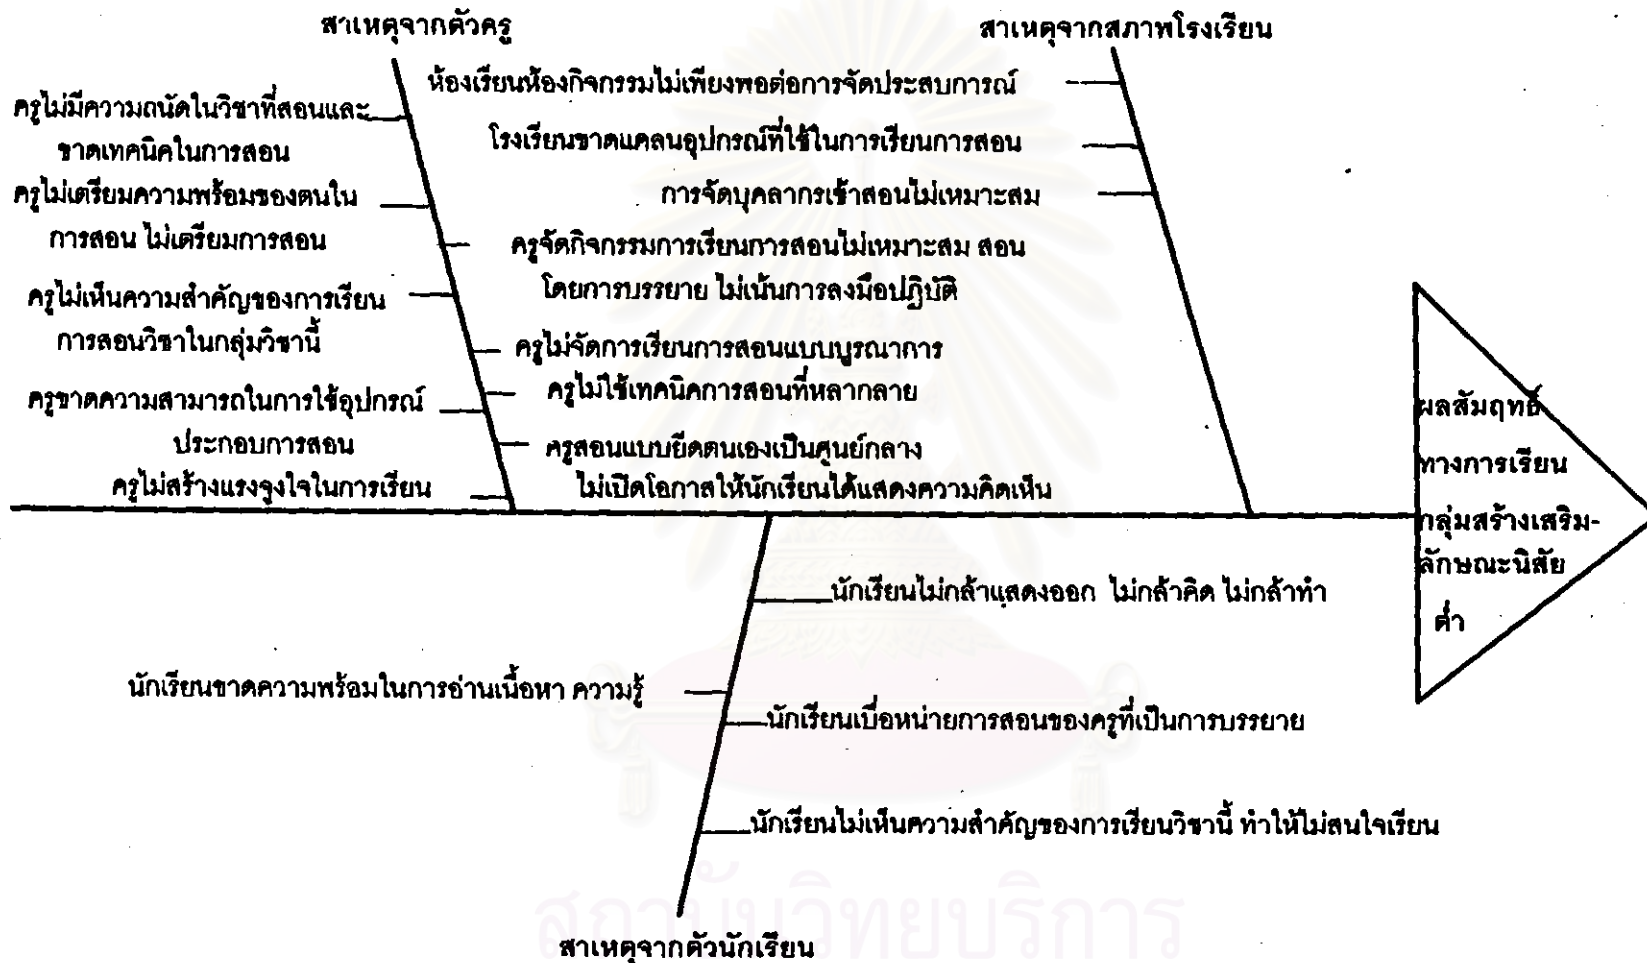 สาเหตุจากตัวครู
ครูไม่มีความถนัดในวิชาที่สอนและ
ขาดเทคนิคในการสอน
ครูไม่เตรียมความพร้อมของตนใน
การสอน ไม่เตรียมการสอน
ครูไม่เห็นความสำคัญของการเรียน
การสอนวิชาในกลุ่มวิชานี้
ครูขาดความสามารถในการใช้อุปกรณ์
ประกอบการสอน
ครูไม่สร้างแรงจูงใจในการเรียน
ครูจัดกิจกรรมการเรียนการสอนไม่เหมาะสม สอน
โดยการบรรยาย ไม่เน้นการลงมือปฏิบัติ
ครูไม่จัดการเรียนการสอนแบบบูรณาการ
ครูไม่ใช้เทคนิคการสอนที่หลากลาย
ครูสอนแบบยึดตนเองเป็นศูนย์กลาง
ไม่เปิดโอกาสให้นักเรียนได้แสดงความคิดเห็น
สาเหตุจากสภาพโรงเรียน
ห้องเรียนห้องกิจกรรมไม่เพียงพอต่อการจัดประสบการณ์
โรงเรียนขาดแคลนอุปกรณ์ที่ใช้ในการเรียนการสอน
การจัดบุคลากรเข้าสอนไม่เหมาะสม
ผลสัมฤทธิ์
ทางการเรียน
กลุ่มสร้างเสริม-
ลักษณะนิสัย
ต่ำ
นักเรียนไม่กล้าแสดงออก ไม่กล้าคิด ไม่กล้าทำ
นักเรียนขาดความพร้อมในการอ่านเนื้อหา ความรู้
นักเรียนเบื่อหน่ายการสอนของครูที่เป็นการบรรยาย
นักเรียนไม่เห็นความสำคัญของการเรียนวิชานี้ ทำให้ไม่สนใจเรียน
สาเหตุจากตัวนักเรียน
สถาบันวิทยบริการ